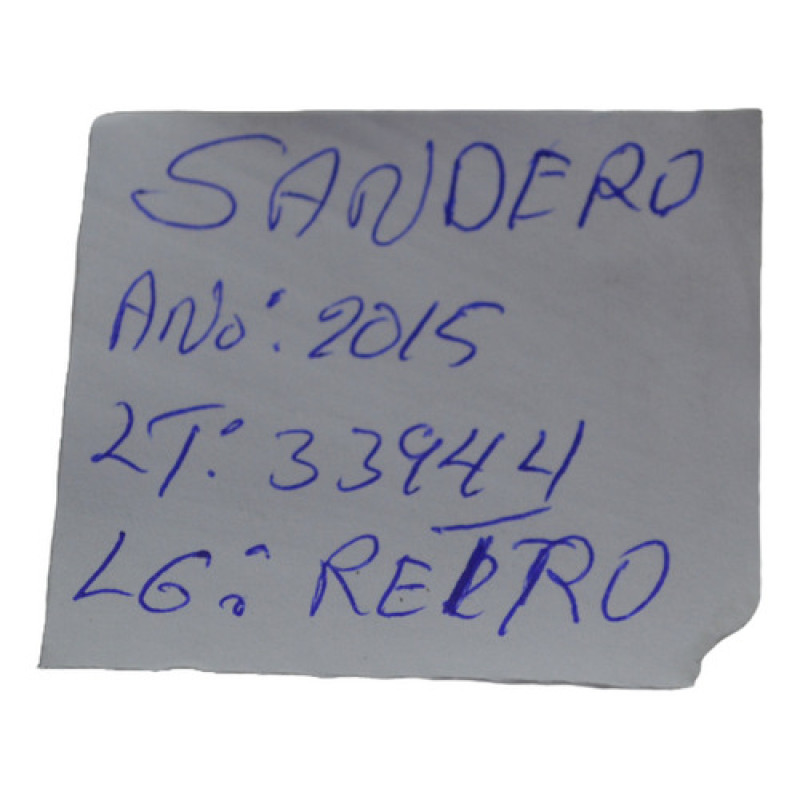 SANDERO
ANO: 2015
LT: 33944
LG: RETRO